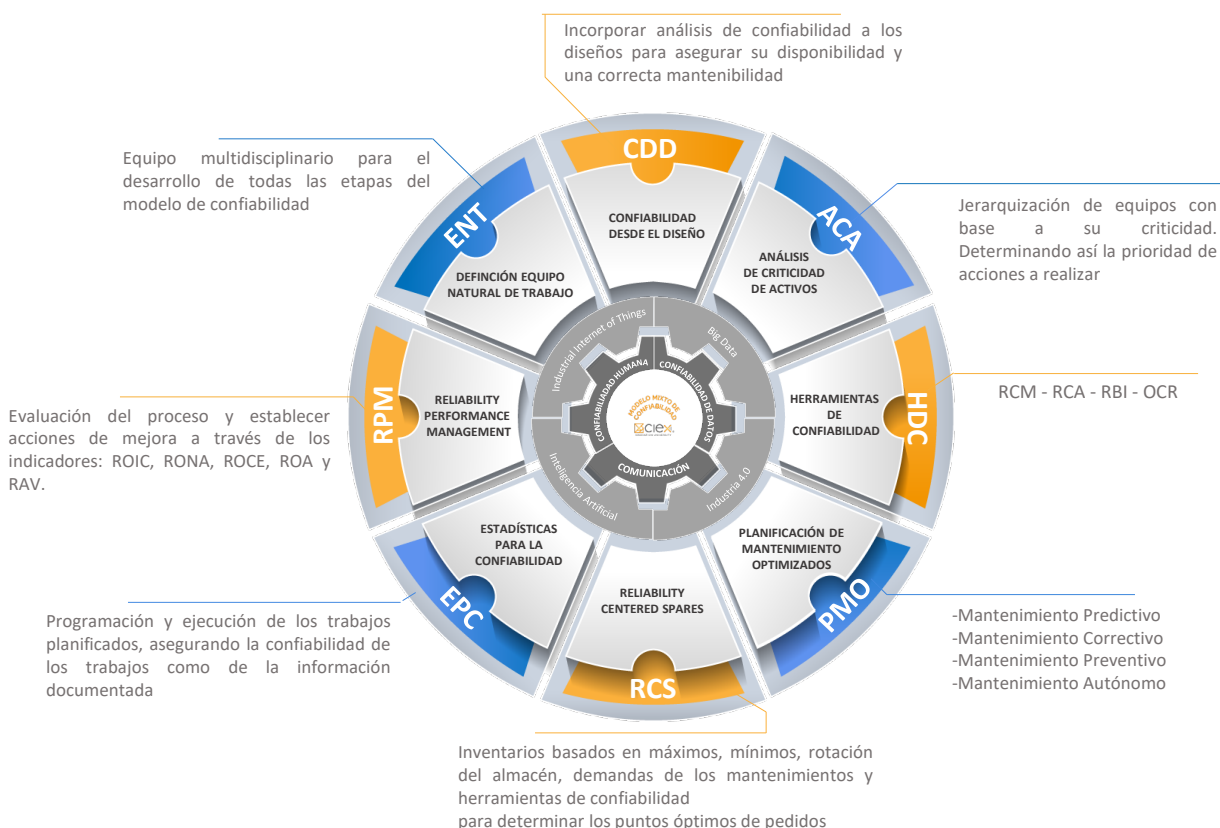 Incorporar análisis de confiabilidad a los
diseños para asegurar su disponibilidad y
una correcta mantenibilidad
CDD
CONFIABILIDAD
DESDE EL DISEÑO
Equipo multidisciplinario para el
desarrollo de todas las etapas del
modelo de confiabilidad
ENT
DEFINCIÓN EQUIPO
NATURAL DE TRABAJO
ACA
ANÁLISIS
DE CRITICIDAD
DE ACTIVOS
Jerarquización de equipos con
base a su criticidad.
Determinando así la prioridad de
acciones a realizar
Industrial Internet of Things
Big Data
CONFIABILIADAD HUMANA
CONFIABILIDAD DE DATOS
MODELO MIXTO DE
CONFIABILIDAD
ciex
COMUNICACIÓN
Inteligencia Artificial
Industria 4.0
RPM
RELIABILITY
PERFORMANCE
MANAGEMENT
Evaluación del proceso y establecer
acciones de mejora a través de los
indicadores: ROIC, RONA, ROCE, ROA y
RAV.
HERRAMIENTAS
DE
CONFIABILIDAD
HDC
RCM - RCA - RBI - OCR
ESTADÍSTICAS
PARA LA
CONFIABILIDAD
EPC
Programación y ejecución de los trabajos
planificados, asegurando la confiabilidad de
los trabajos como de la información
documentada
PLANIFICACIÓN DE
MANTENIMIENTO
OPTIMIZADOS
PMO
-Mantenimiento Predictivo
-Mantenimiento Correctivo
-Mantenimiento Preventivo
-Mantenimiento Autónomo
RELIABILITY
CENTERED SPARES
RCS
Inventarios basados en máximos, mínimos, rotación
del almacén, demandas de los mantenimientos y
herramientas de confiabilidad
para determinar los puntos óptimos de pedidos